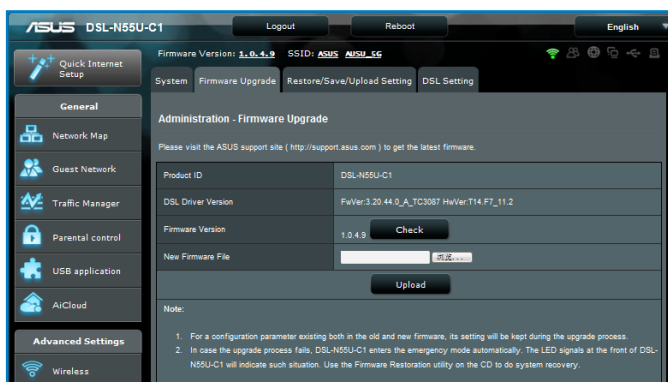 ASUS DSL-N55U-C1
Logout
Reboot
English
Quick Internet
Setup
Firmware Version: 1.0.4.9 SSID: ASUS AUSU_5G
System
Firmware Upgrade
Restore/Save/Upload Setting
DSL Setting
General
Network Map
Guest Network
Traffic Manager
Parental control
USB application
AiCloud
Advanced Settings
Wireless
Administration - Firmware Upgrade
Please visit the ASUS support site ( http://support.asus.com ) to get the latest firmware.
Product ID DSL-N55U-C1
DSL Driver Version FwVer:3.20.44.0_A_TC3087 HwVer:T14.F7_11.2
Firmware Version 1.0.4.9 Check
New Firmware File 浏览...
Upload
Note:
1. For a configuration parameter existing both in the old and new firmware, its setting will be kept during the upgrade process.
2. In case the upgrade process fails, DSL-N55U-C1 enters the emergency mode automatically. The LED signals at the front of DSL-
N55U-C1 will indicate such situation. Use the Firmware Restoration utility on the CD to do system recovery.